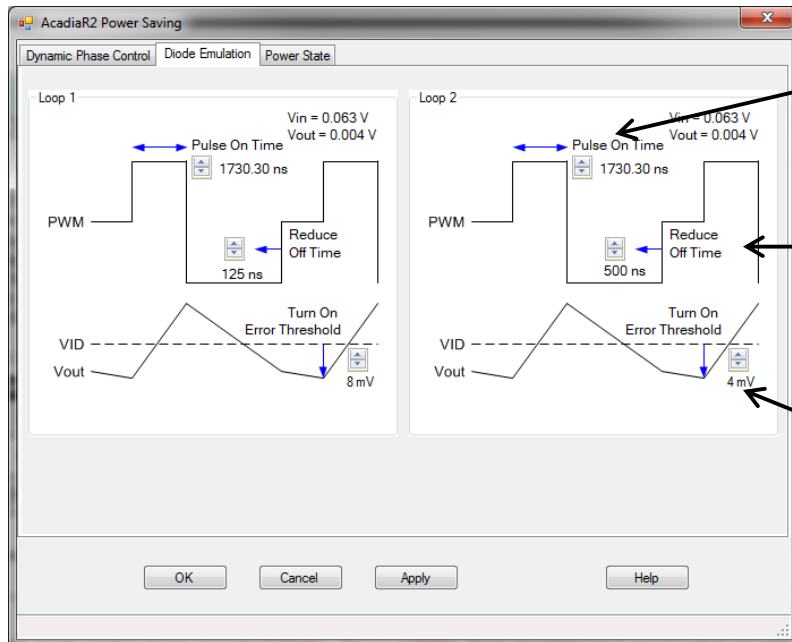 AcadiaR2 Power Saving
x
Dynamic Phase Control
Diode Emulation
Power State
Loop 1
Vin = 0.063 V
Vout = 0.004 V
Pulse On Time
1730.30 ns
PWM
Reduce
Off Time
125 ns
Turn On
Error Threshold
VID
Vout
8 mV
Loop 2
Vin = 0.063 V
Vout = 0.004 V
Pulse On Time
1730.30 ns
PWM
Reduce
Off Time
500 ns
Turn On
Error Threshold
VID
Vout
4 mV
OK
Cancel
Apply
Help